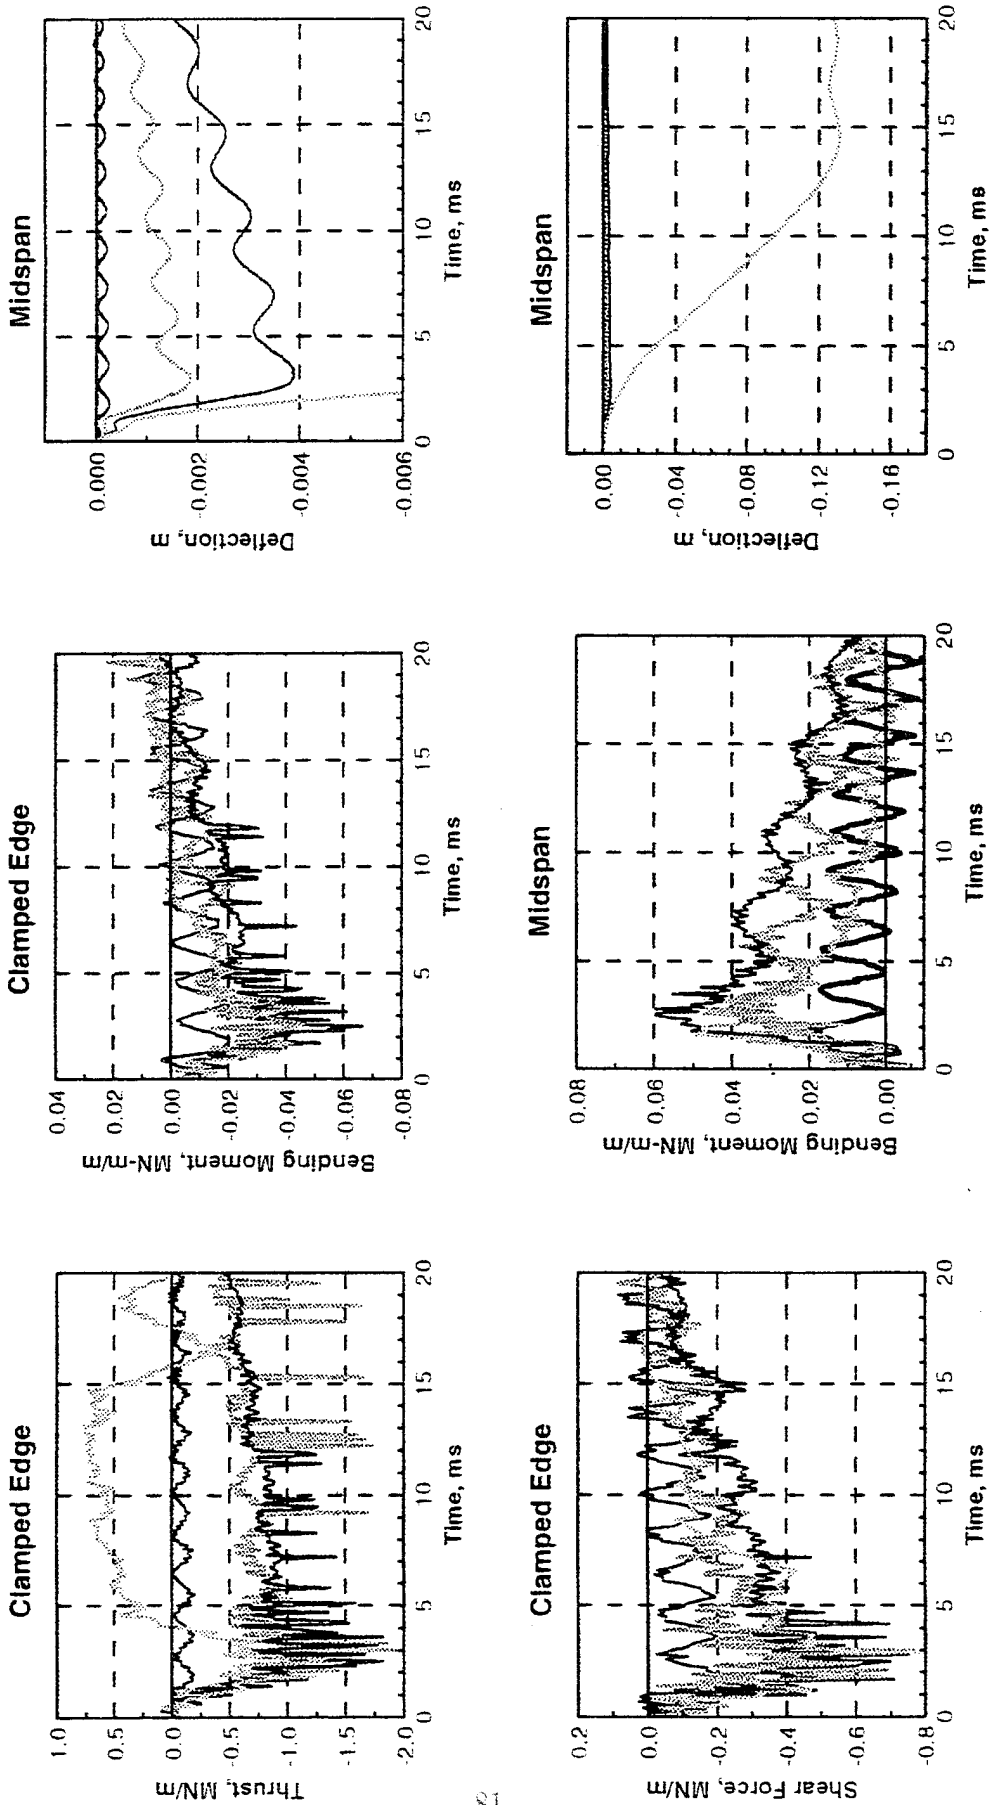 Clamped Edge
1.0
0.5
0.0
-0.5
-1.0
-1.5
-2.0
Thrust, MN/m
0 5 10 15 20
Time, ms
Clamped Edge
0.04
0.02
0.00
-0.02
-0.04
-0.06
-0.08
Bending Moment, MN-m/m
0 5 10 15 20
Time, ms
Midspan
0.000
-0.002
-0.004
-0.006
Deflection, m
0 5 10 15 20
Time, ms
Clamped Edge
0.2
0.0
-0.2
-0.4
-0.6
-0.8
Shear Force, MN/m
0 5 10 15 20
Time, ms
Midspan
0.08
0.06
0.04
0.02
0.00
Bending Moment, MN-m/m
0 5 10 15 20
Time, ms
Midspan
0.00
-0.04
-0.08
-0.12
-0.16
Deflection, m
0 5 10 15 20
Time, ms